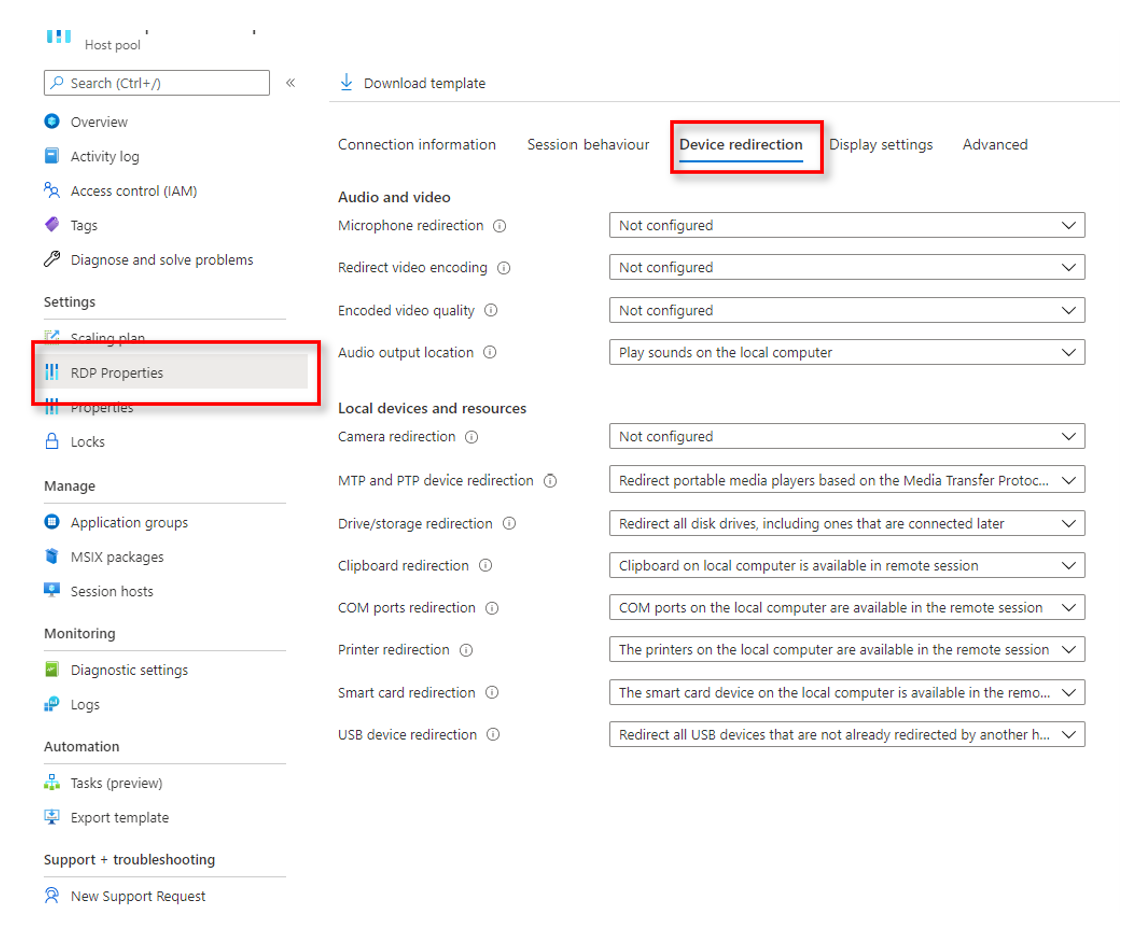 Host pool
Search (Ctrl+/)
«
Overview
Activity log
Access control (IAM)
Tags
Diagnose and solve problems
Settings
Scaling plan
RDP Properties
Properties
Locks
Manage
Application groups
MSIX packages
Session hosts
Monitoring
Diagnostic settings
Logs
Automation
Tasks (preview)
Export template
Support + troubleshooting
New Support Request
Download template
Connection information Session behaviour Device redirection Display settings Advanced
Audio and video
Microphone redirection Not configured
Redirect video encoding Not configured
Encoded video quality Not configured
Audio output location Play sounds on the local computer
Local devices and resources
Camera redirection Not configured
MTP and PTP device redirection Redirect portable media players based on the Media Transfer Protoc...
Drive/storage redirection Redirect all disk drives, including ones that are connected later
Clipboard redirection Clipboard on local computer is available in remote session
COM ports redirection COM ports on the local computer are available in the remote session
Printer redirection The printers on the local computer are available in the remote session
Smart card redirection The smart card device on the local computer is available in the remo...
USB device redirection Redirect all USB devices that are not already redirected by another h...